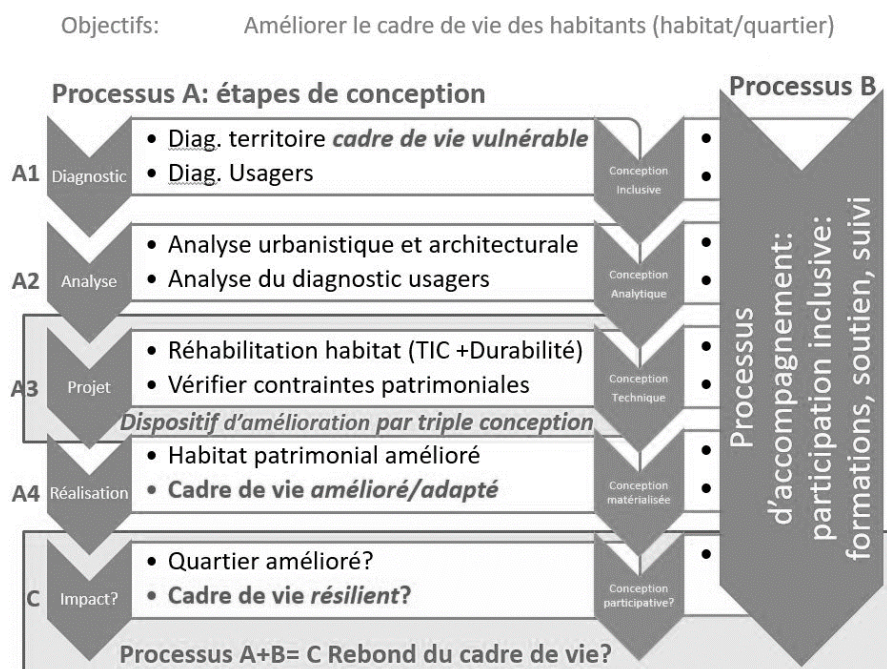 Objectifs: Améliorer le cadre de vie des habitants (habitat/quartier)
Processus A: étapes de conception
Processus B
A1
Diagnostic
• Diag. territoire cadre de vie vulnérable
• Diag. Usagers
Conception
Inclusive
A2
Analyse
• Analyse urbanistique et architecturale
• Analyse du diagnostic usagers
Conception
Analytique
A3
Projet
• Réhabilitation habitat (TIC +Durabilité)
• Vérifier contraintes patrimoniales
Conception
Technique
Dispositif d'amélioration par triple conception
A4
Réalisation
• Habitat patrimonial amélioré
• Cadre de vie amélioré/adapté
Conception
matérialisée
C
Impact?
• Quartier amélioré?
• Cadre de vie résilient?
Conception
participative?
Processus A+B= C Rebond du cadre de vie?
Processus
d'accompagnement:
participation inclusive:
formations, soutien, suivi